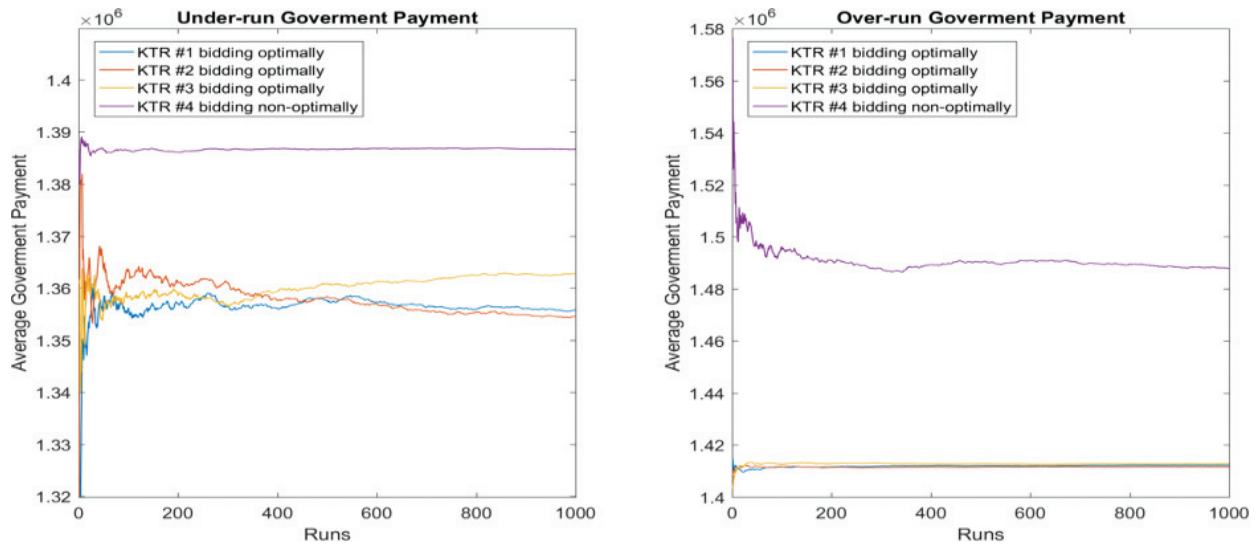 Under-run Goverment Payment
×10⁶
KTR #1 bidding optimally
KTR #2 bidding optimally
KTR #3 bidding optimally
KTR #4 bidding non-optimally
1.4
1.39
1.38
1.37
1.36
1.35
1.34
1.33
1.32
Average Goverment Payment
0
200
400
600
800
1000
Runs
Over-run Goverment Payment
×10⁶
KTR #1 bidding optimally
KTR #2 bidding optimally
KTR #3 bidding optimally
KTR #4 bidding non-optimally
1.58
1.56
1.54
1.52
1.5
1.48
1.46
1.44
1.42
1.4
Average Goverment Payment
0
200
400
600
800
1000
Runs